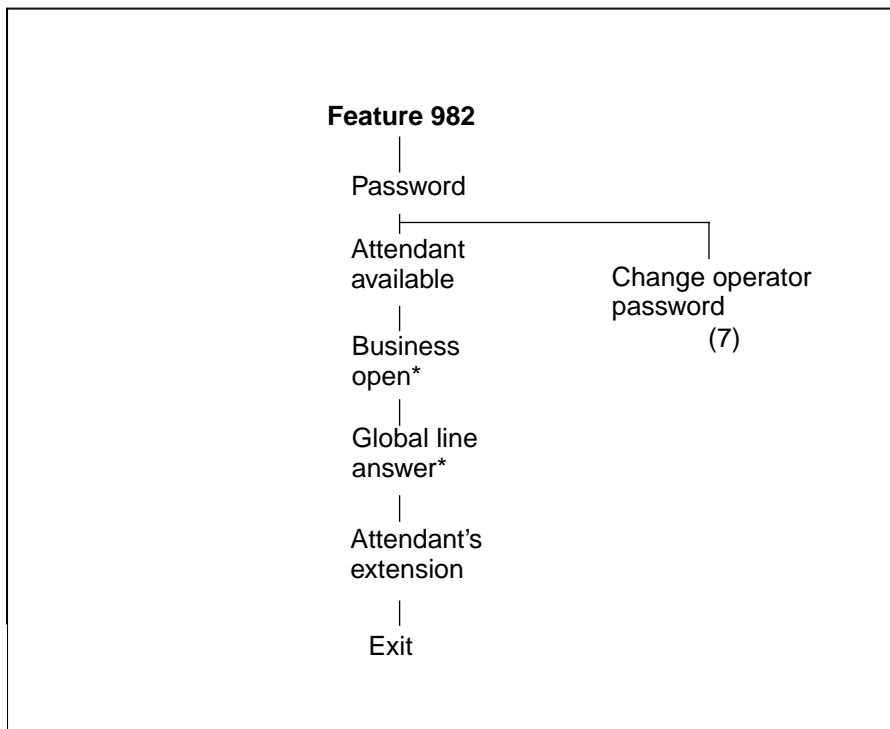 Feature 982
Password
Attendant
available
Change operator
password
(7)
Business
open*
Global line
answer*
Attendant’s
extension
Exit